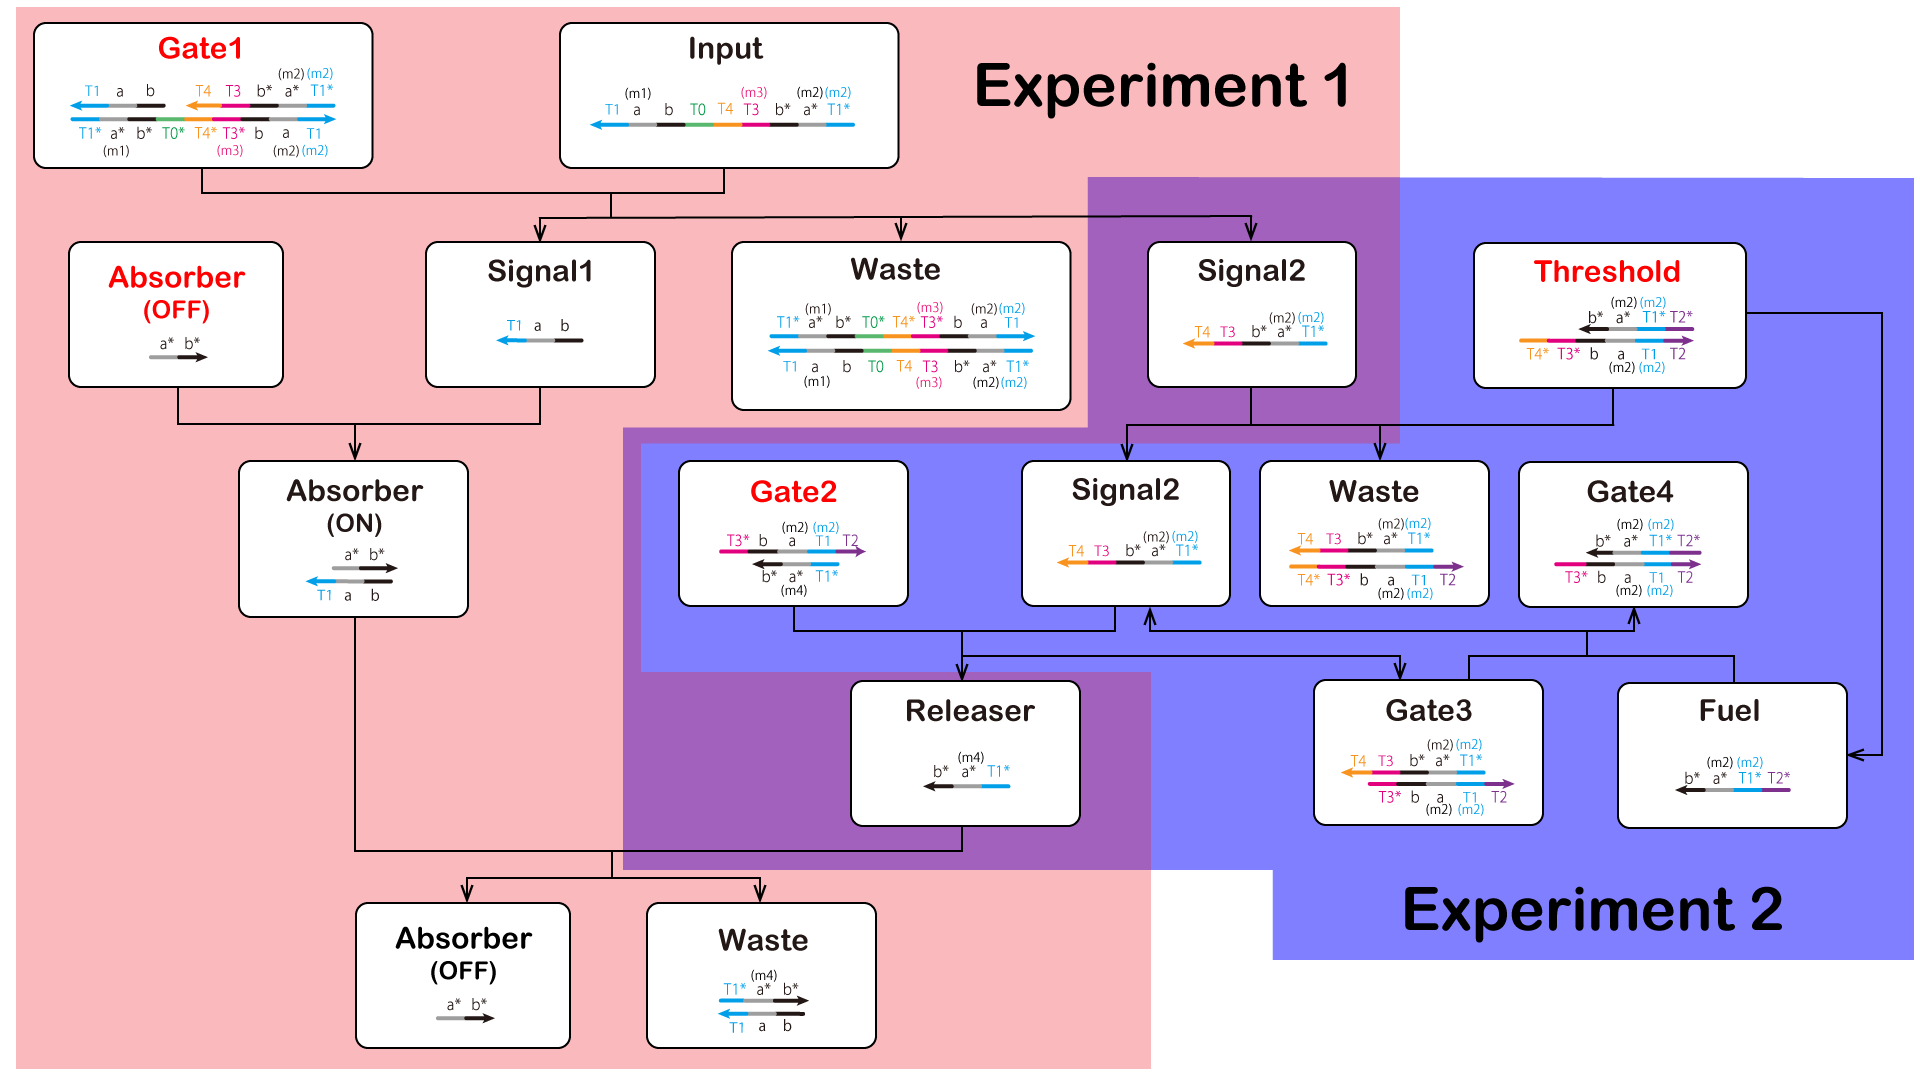 Gate1
(m2) (m2)
T1 a b T4 T3 b* a* T1*
T1* a* b* T0* T4* T3* b a T1
(m1) (m3) (m2) (m2)
Input
(m1) (m3) (m2) (m2)
T1 a b T0 T4 T3 b* a* T1*
Experiment 1
Absorber
(OFF)
a* b*
Signal1
T1 a b
Waste
(m1) (m3) (m2) (m2)
T1* a* b* T0* T4* T3* b a T1
T1 a b T0 T4 T3 b* a* T1*
(m1) (m3) (m2) (m2)
Signal2
(m2) (m2)
T4 T3 b* a* T1*
Threshold
(m2) (m2)
b* a* T1* T2*
T4* T3* b a T1 T2
(m2) (m2)
Absorber
(ON)
a* b*
T1 a b
Gate2
(m2) (m2)
T3* b a T1 T2
b* a* T1*
(m4)
Signal2
(m2) (m2)
T4 T3 b* a* T1*
Waste
(m2) (m2)
T4 T3 b* a* T1*
T4* T3* b a T1 T2
(m2) (m2)
Gate4
(m2) (m2)
b* a* T1* T2*
T3* b a T1 T2
(m2) (m2)
Releaser
(m4)
b* a* T1*
Gate3
(m2) (m2)
T4 T3 b* a* T1*
T3* b a T1 T2
(m2) (m2)
Fuel
(m2) (m2)
b* a* T1* T2*
Experiment 2
Absorber
(OFF)
a* b*
Waste
(m4)
T1* a* b*
T1 a b